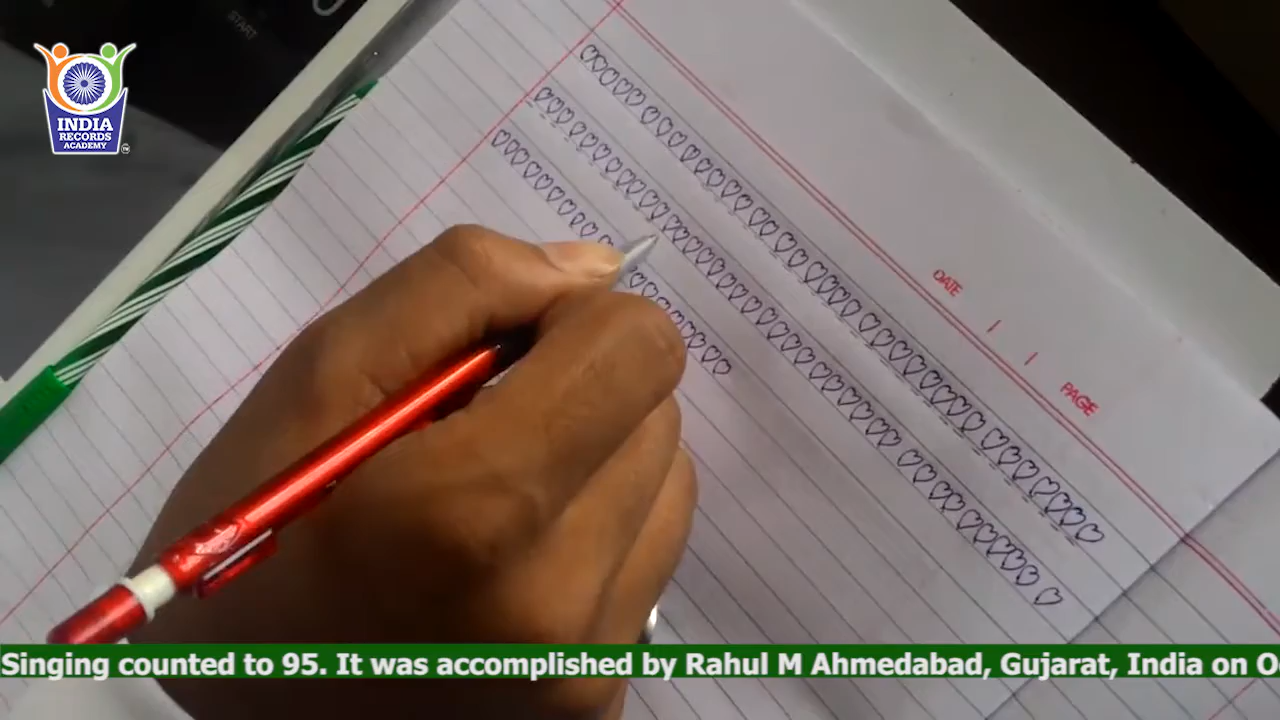 START
INDIA
RECORDS
ACADEMY
TM
DATE / /
PAGE
Singing counted to 95. It was accomplished by Rahul M Ahmedabad, Gujarat, India on